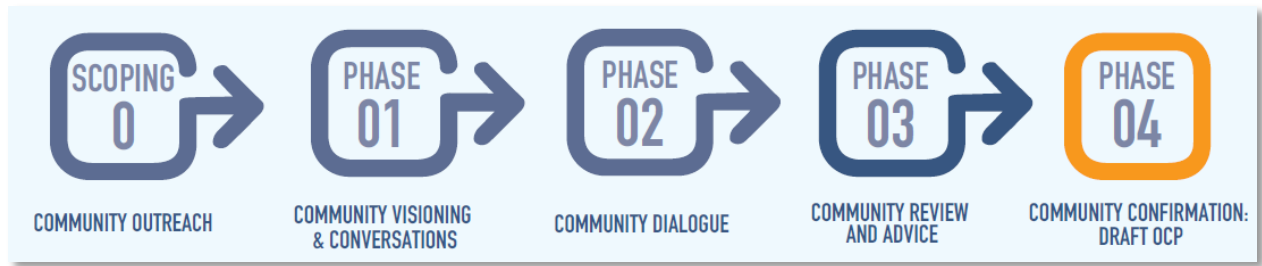 SCOPING
0
PHASE
01
PHASE
02
PHASE
03
PHASE
04
COMMUNITY OUTREACH
COMMUNITY VISIONING
& CONVERSATIONS
COMMUNITY DIALOGUE
COMMUNITY REVIEW
AND ADVICE
COMMUNITY CONFIRMATION:
DRAFT OCP